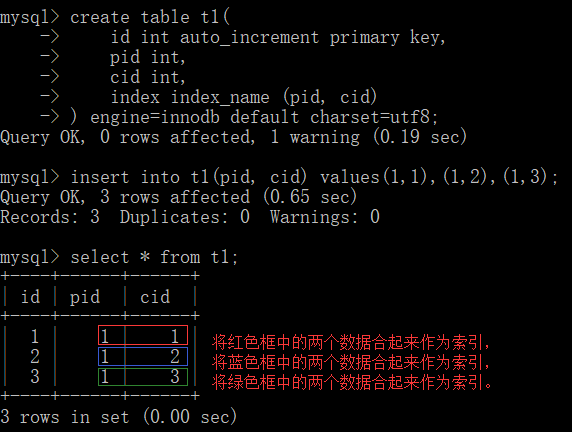 mysql> create table t1(
    ->     id int auto_increment primary key,
    ->     pid int,
    ->     cid int,
    ->     index index_name (pid, cid)
    -> ) engine=innodb default charset=utf8;
Query OK, 0 rows affected, 1 warning (0.19 sec)

mysql> insert into t1(pid, cid) values(1,1),(1,2),(1,3);
Query OK, 3 rows affected (0.65 sec)
Records: 3  Duplicates: 0  Warnings: 0

mysql> select * from t1;
+----+------+------+
| id | pid  | cid  |
+----+------+------+
|  1 |    1 |    1 | 将红色框中的两个数据合起来作为索引，
|  2 |    1 |    2 | 将蓝色框中的两个数据合起来作为索引，
|  3 |    1 |    3 | 将绿色框中的两个数据合起来作为索引。
+----+------+------+
3 rows in set (0.00 sec)